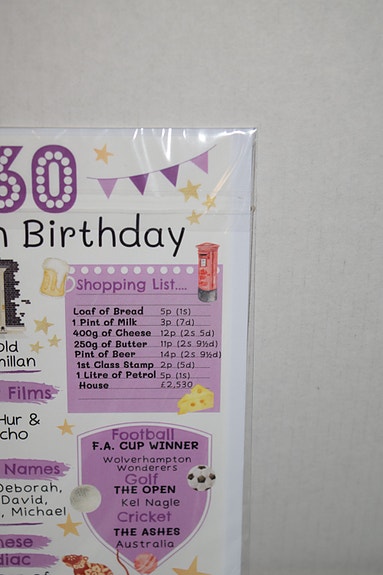 60
h Birthday
Shopping List....
Loaf of Bread 5p (1s)
1 Pint of Milk 3p (7d)
400g of Cheese 12p (2s 5d)
250g of Butter 11p (2s 9½d)
Pint of Beer 14p (2s 9½d)
1st Class Stamp 2p (5d)
1 Litre of Petrol 5p (1s)
House £2,530
old
millan
Films
Hur &
cho
Names
Deborah,
David,
, Michael
nese
diac
Football
F.A. CUP WINNER
Wolverhampton
Wonderers
Golf
THE OPEN
Kel Nagle
Cricket
THE ASHES
Australia